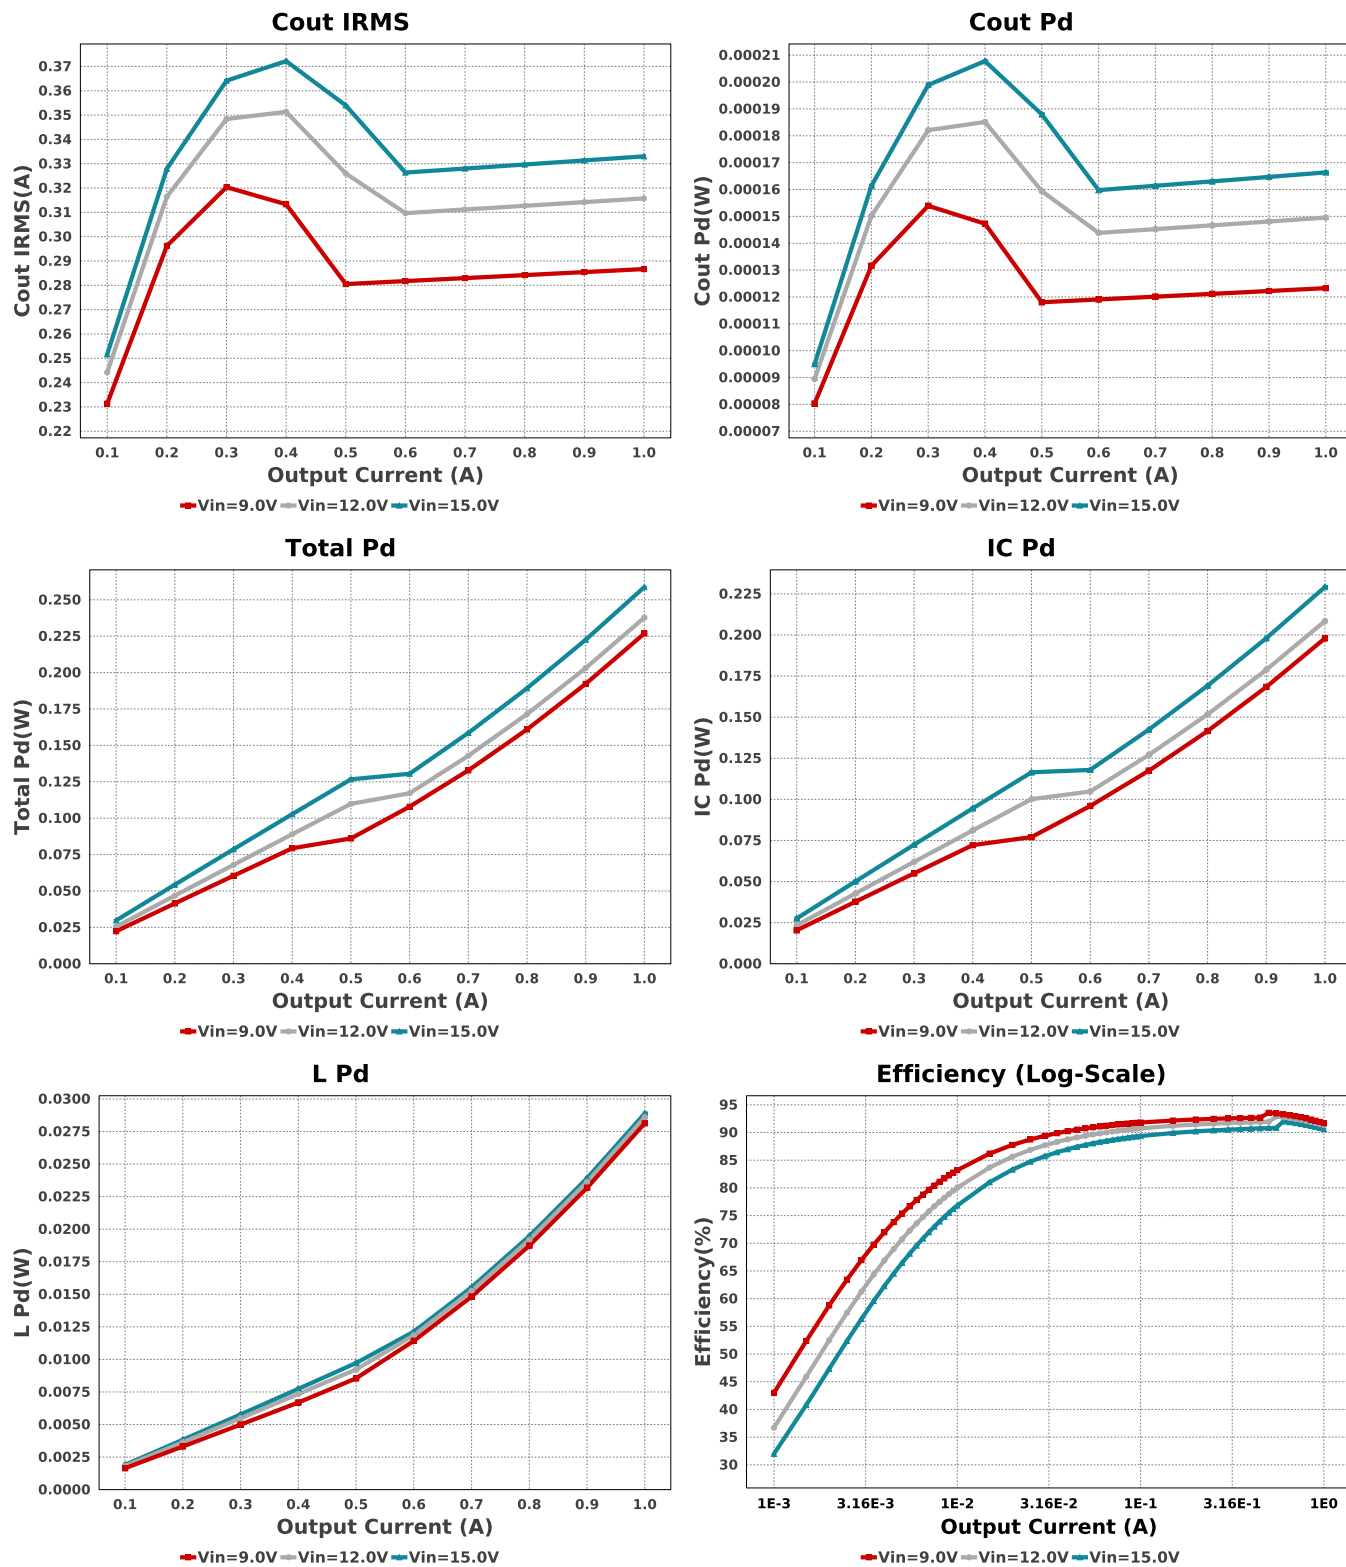 Cout IRMS
Cout IRMS(A)
0.37
0.36
0.35
0.34
0.33
0.32
0.31
0.30
0.29
0.28
0.27
0.26
0.25
0.24
0.23
0.22
0.1 0.2 0.3 0.4 0.5 0.6 0.7 0.8 0.9 1.0
Output Current (A)
Vin=9.0V Vin=12.0V Vin=15.0V
Cout Pd
Cout Pd(W)
0.00021
0.00020
0.00019
0.00018
0.00017
0.00016
0.00015
0.00014
0.00013
0.00012
0.00011
0.00010
0.00009
0.00008
0.00007
0.1 0.2 0.3 0.4 0.5 0.6 0.7 0.8 0.9 1.0
Output Current (A)
Vin=9.0V Vin=12.0V Vin=15.0V
Total Pd
Total Pd(W)
0.250
0.225
0.200
0.175
0.150
0.125
0.100
0.075
0.050
0.025
0.000
0.1 0.2 0.3 0.4 0.5 0.6 0.7 0.8 0.9 1.0
Output Current (A)
Vin=9.0V Vin=12.0V Vin=15.0V
IC Pd
IC Pd(W)
0.225
0.200
0.175
0.150
0.125
0.100
0.075
0.050
0.025
0.000
0.1 0.2 0.3 0.4 0.5 0.6 0.7 0.8 0.9 1.0
Output Current (A)
Vin=9.0V Vin=12.0V Vin=15.0V
L Pd
L Pd(W)
0.0300
0.0275
0.0250
0.0225
0.0200
0.0175
0.0150
0.0125
0.0100
0.0075
0.0050
0.0025
0.0000
0.1 0.2 0.3 0.4 0.5 0.6 0.7 0.8 0.9 1.0
Output Current (A)
Vin=9.0V Vin=12.0V Vin=15.0V
Efficiency (Log-Scale)
Efficiency(%)
95
90
85
80
75
70
65
60
55
50
45
40
35
30
1E-3 3.16E-3 1E-2 3.16E-2 1E-1 3.16E-1 1E0
Output Current (A)
Vin=9.0V Vin=12.0V Vin=15.0V